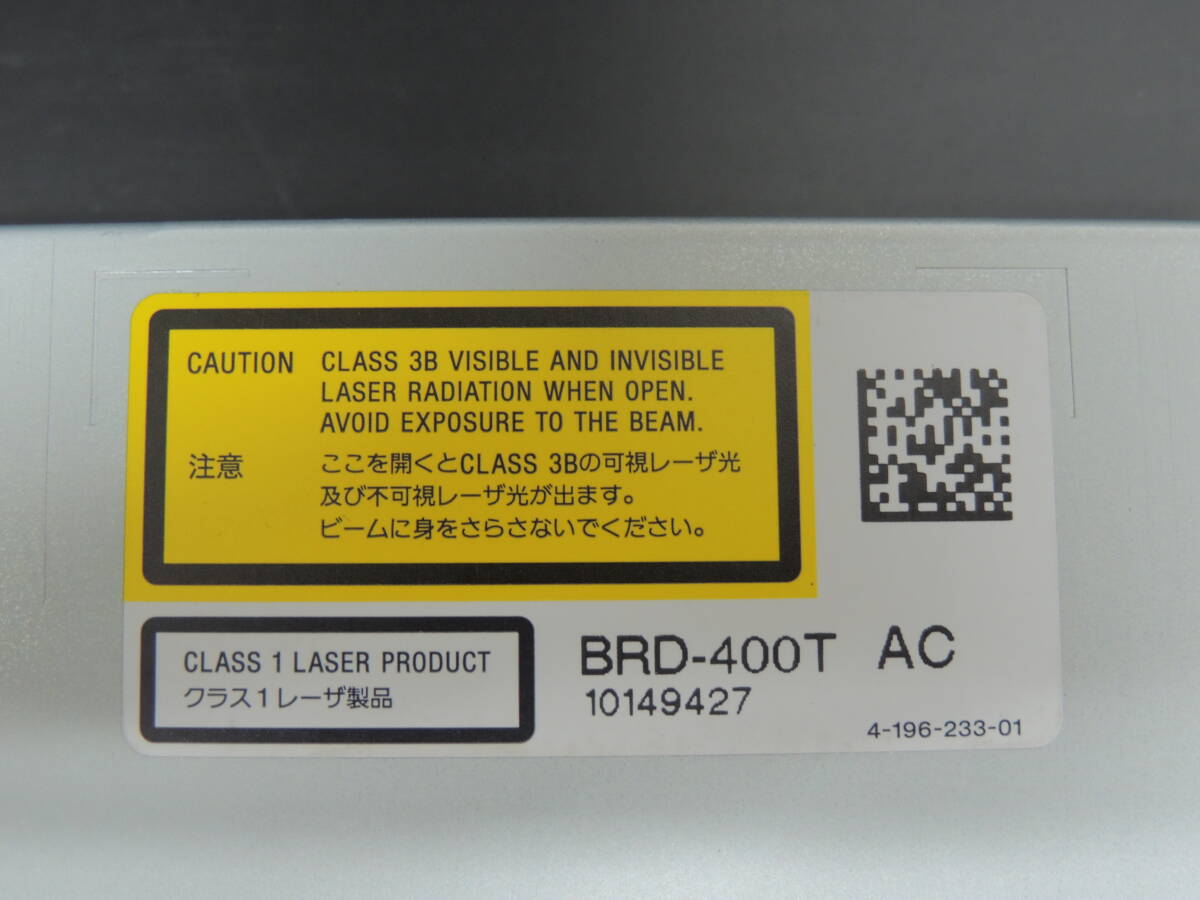 CAUTION CLASS 3B VISIBLE AND INVISIBLE
LASER RADIATION WHEN OPEN.
AVOID EXPOSURE TO THE BEAM.
注意 ここを開くとCLASS 3Bの可視レーザ光
及び不可視レーザ光が出ます。
ビームに身をさらさないでください。
CLASS 1 LASER PRODUCT
クラス1レーザ製品
BRD-400T AC
10149427
4-196-233-01